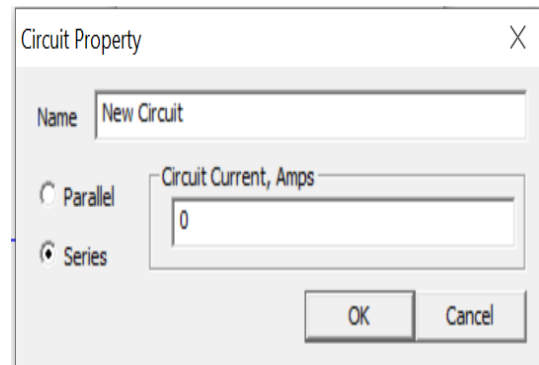 Circuit Property
Name New Circuit
Circuit Current, Amps
Parallel
0
Series
OK Cancel